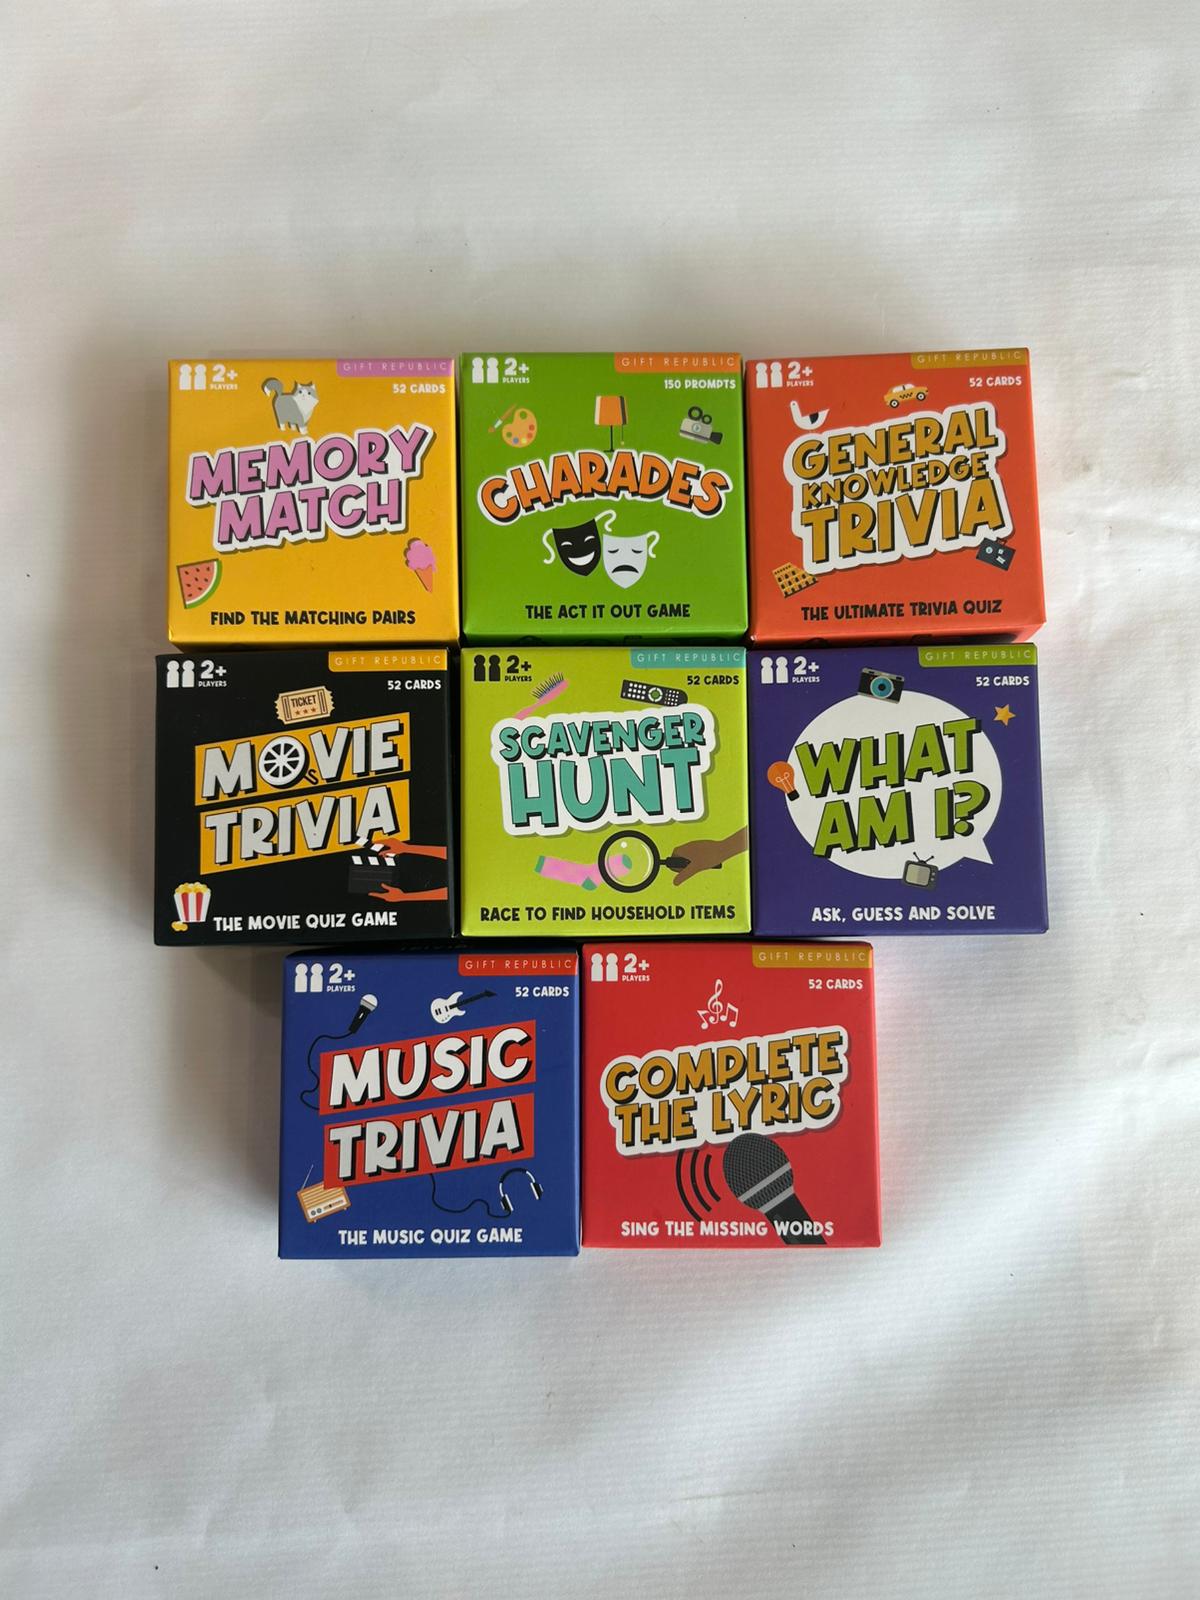 2+
PLAYERS
GIFT REPUBLIC
52 CARDS
MEMORY
MATCH
FIND THE MATCHING PAIRS
2+
PLAYERS
GIFT REPUBLIC
150 PROMPTS
CHARADES
THE ACT IT OUT GAME
2+
PLAYERS
GIFT REPUBLIC
52 CARDS
GENERAL
KNOWLEDGE
TRIVIA
THE ULTIMATE TRIVIA QUIZ
2+
PLAYERS
GIFT REPUBLIC
52 CARDS
TICKET
MOVIE
TRIVIA
THE MOVIE QUIZ GAME
2+
PLAYERS
GIFT REPUBLIC
52 CARDS
SCAVENGER
HUNT
RACE TO FIND HOUSEHOLD ITEMS
2+
PLAYERS
GIFT REPUBLIC
52 CARDS
WHAT
AM I?
ASK, GUESS AND SOLVE
TRIVIA
2+
PLAYERS
GIFT REPUBLIC
52 CARDS
MUSIC
TRIVIA
THE MUSIC QUIZ GAME
2+
PLAYERS
GIFT REPUBLIC
52 CARDS
COMPLETE
THE LYRIC
SING THE MISSING WORDS